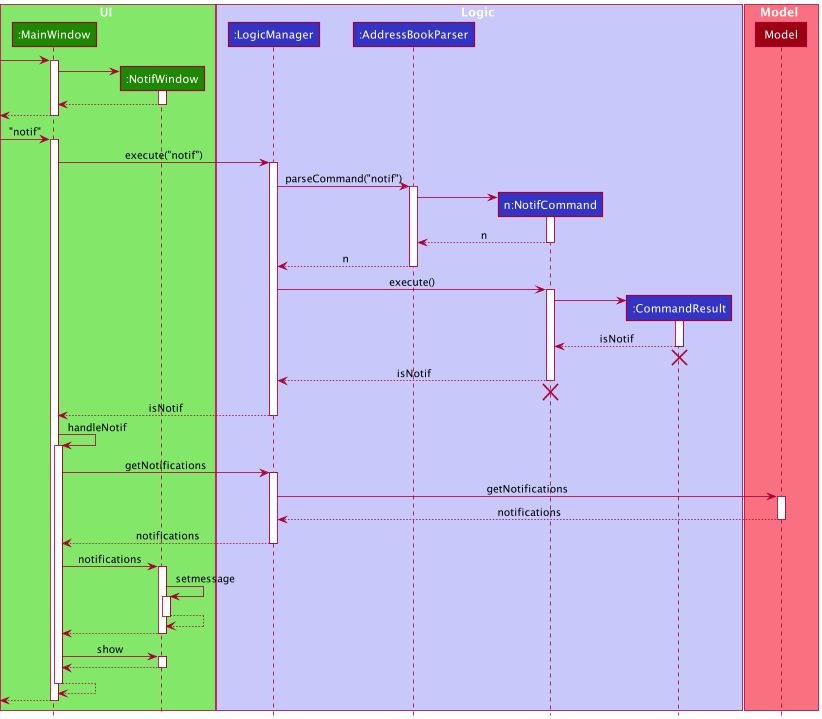 UI
Logic
Model
:MainWindow
:LogicManager
:AddressBookParser
Model
:NotifWindow
"notif"
execute("notif")
parseCommand("notif")
n:NotifCommand
n
n
execute()
:CommandResult
isNotif
isNotif
isNotif
handleNotif
getNotifications
getNotifications
notifications
notifications
notifications
setmessage
show